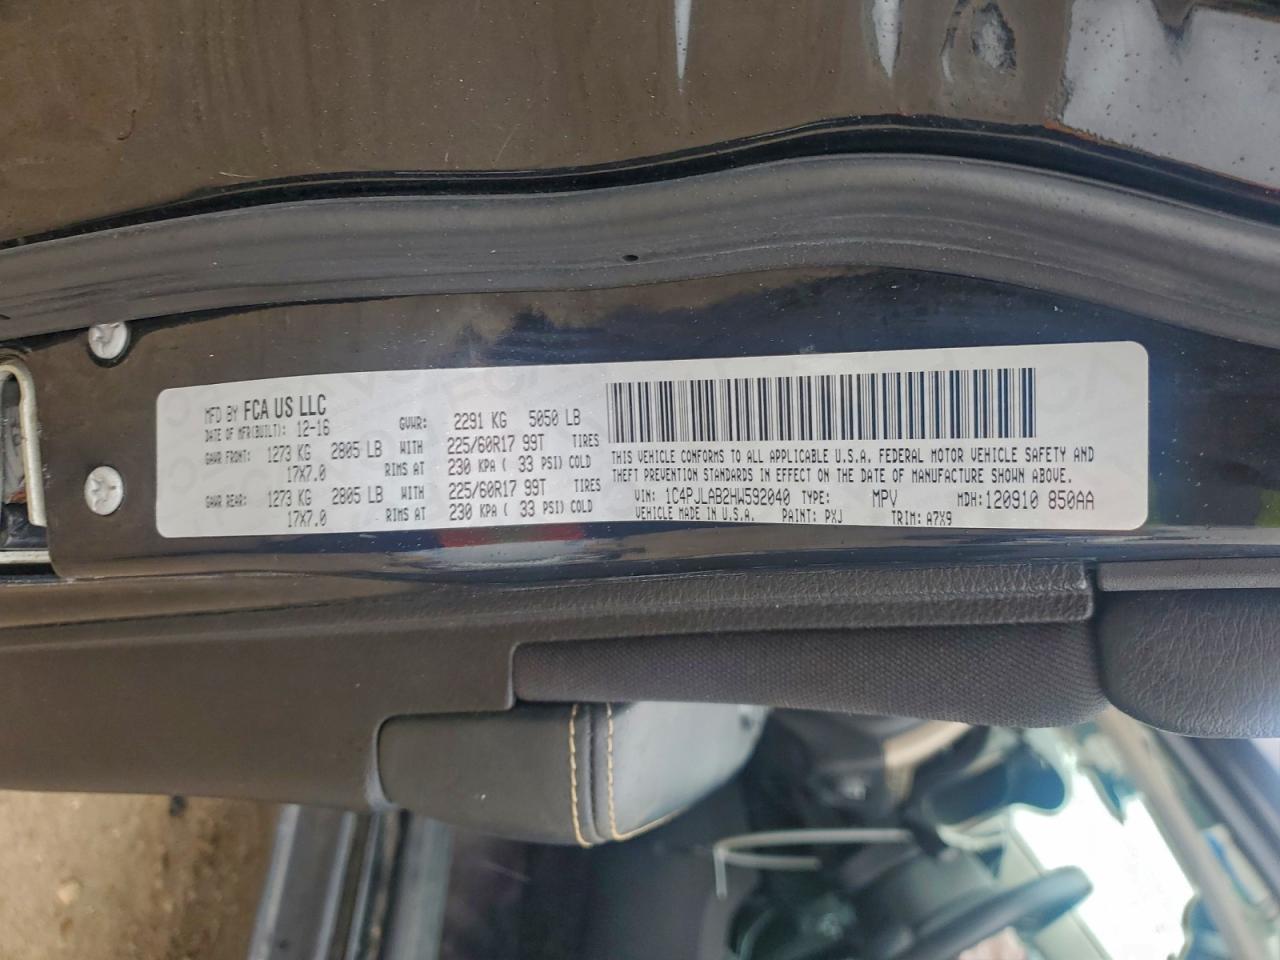 MFD BY FCA US LLC
DATE OF MFR(BUILT): 12-16 GVWR: 2291 KG 5050 LB
GAWR FRONT: 1273 KG 2805 LB WITH 225/60R17 99T TIRES
17X7.0 RIMS AT 230 KPA ( 33 PSI) COLD
GAWR REAR: 1273 KG 2805 LB WITH 225/60R17 99T TIRES
17X7.0 RIMS AT 230 KPA ( 33 PSI) COLD
THIS VEHICLE CONFORMS TO ALL APPLICABLE U.S.A. FEDERAL MOTOR VEHICLE SAFETY AND
THEFT PREVENTION STANDARDS IN EFFECT ON THE DATE OF MANUFACTURE SHOWN ABOVE.
VIN: 1C4PJLAB2HW592040 TYPE: MPV MDH: 120910 850AA
VEHICLE MADE IN U.S.A. PAINT: PXJ TRIM: A7X9